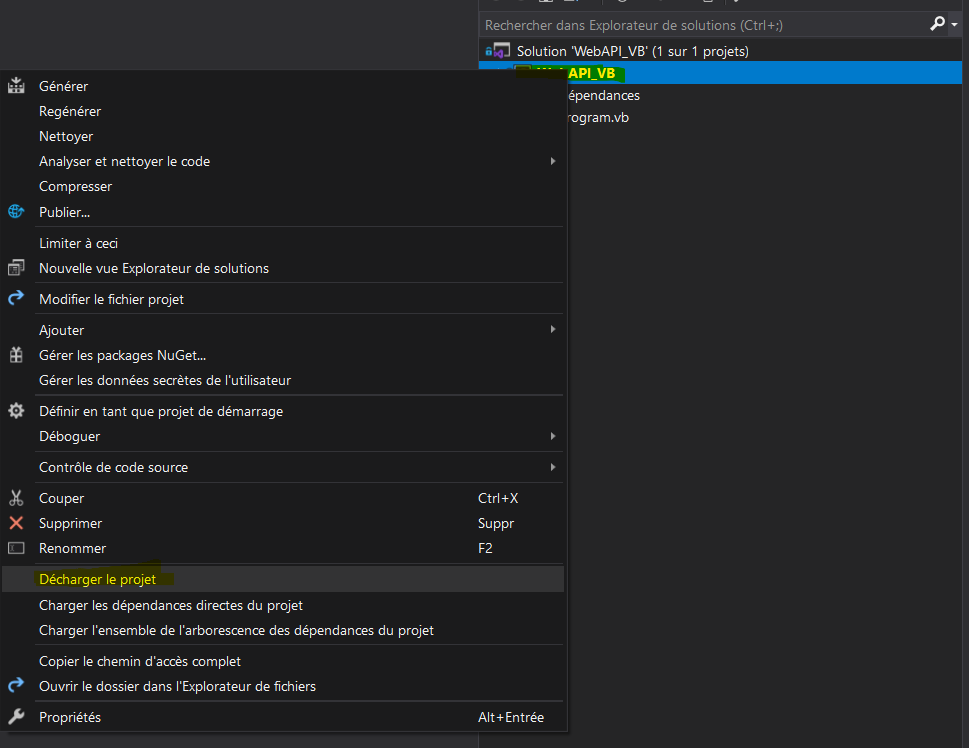 Rechercher dans Explorateur de solutions (Ctrl+;)
Solution 'WebAPI_VB' (1 sur 1 projets)
WebAPI_VB
épendances
rogram.vb
Générer
Regénérer
Nettoyer
Analyser et nettoyer le code
Compresser
Publier...
Limiter à ceci
Nouvelle vue Explorateur de solutions
Modifier le fichier projet
Ajouter
Gérer les packages NuGet...
Gérer les données secrètes de l'utilisateur
Définir en tant que projet de démarrage
Déboguer
Contrôle de code source
Couper Ctrl+X
Supprimer Suppr
Renommer F2
Décharger le projet
Charger les dépendances directes du projet
Charger l'ensemble de l'arborescence des dépendances du projet
Copier le chemin d'accès complet
Ouvrir le dossier dans l'Explorateur de fichiers
Propriétés Alt+Entrée